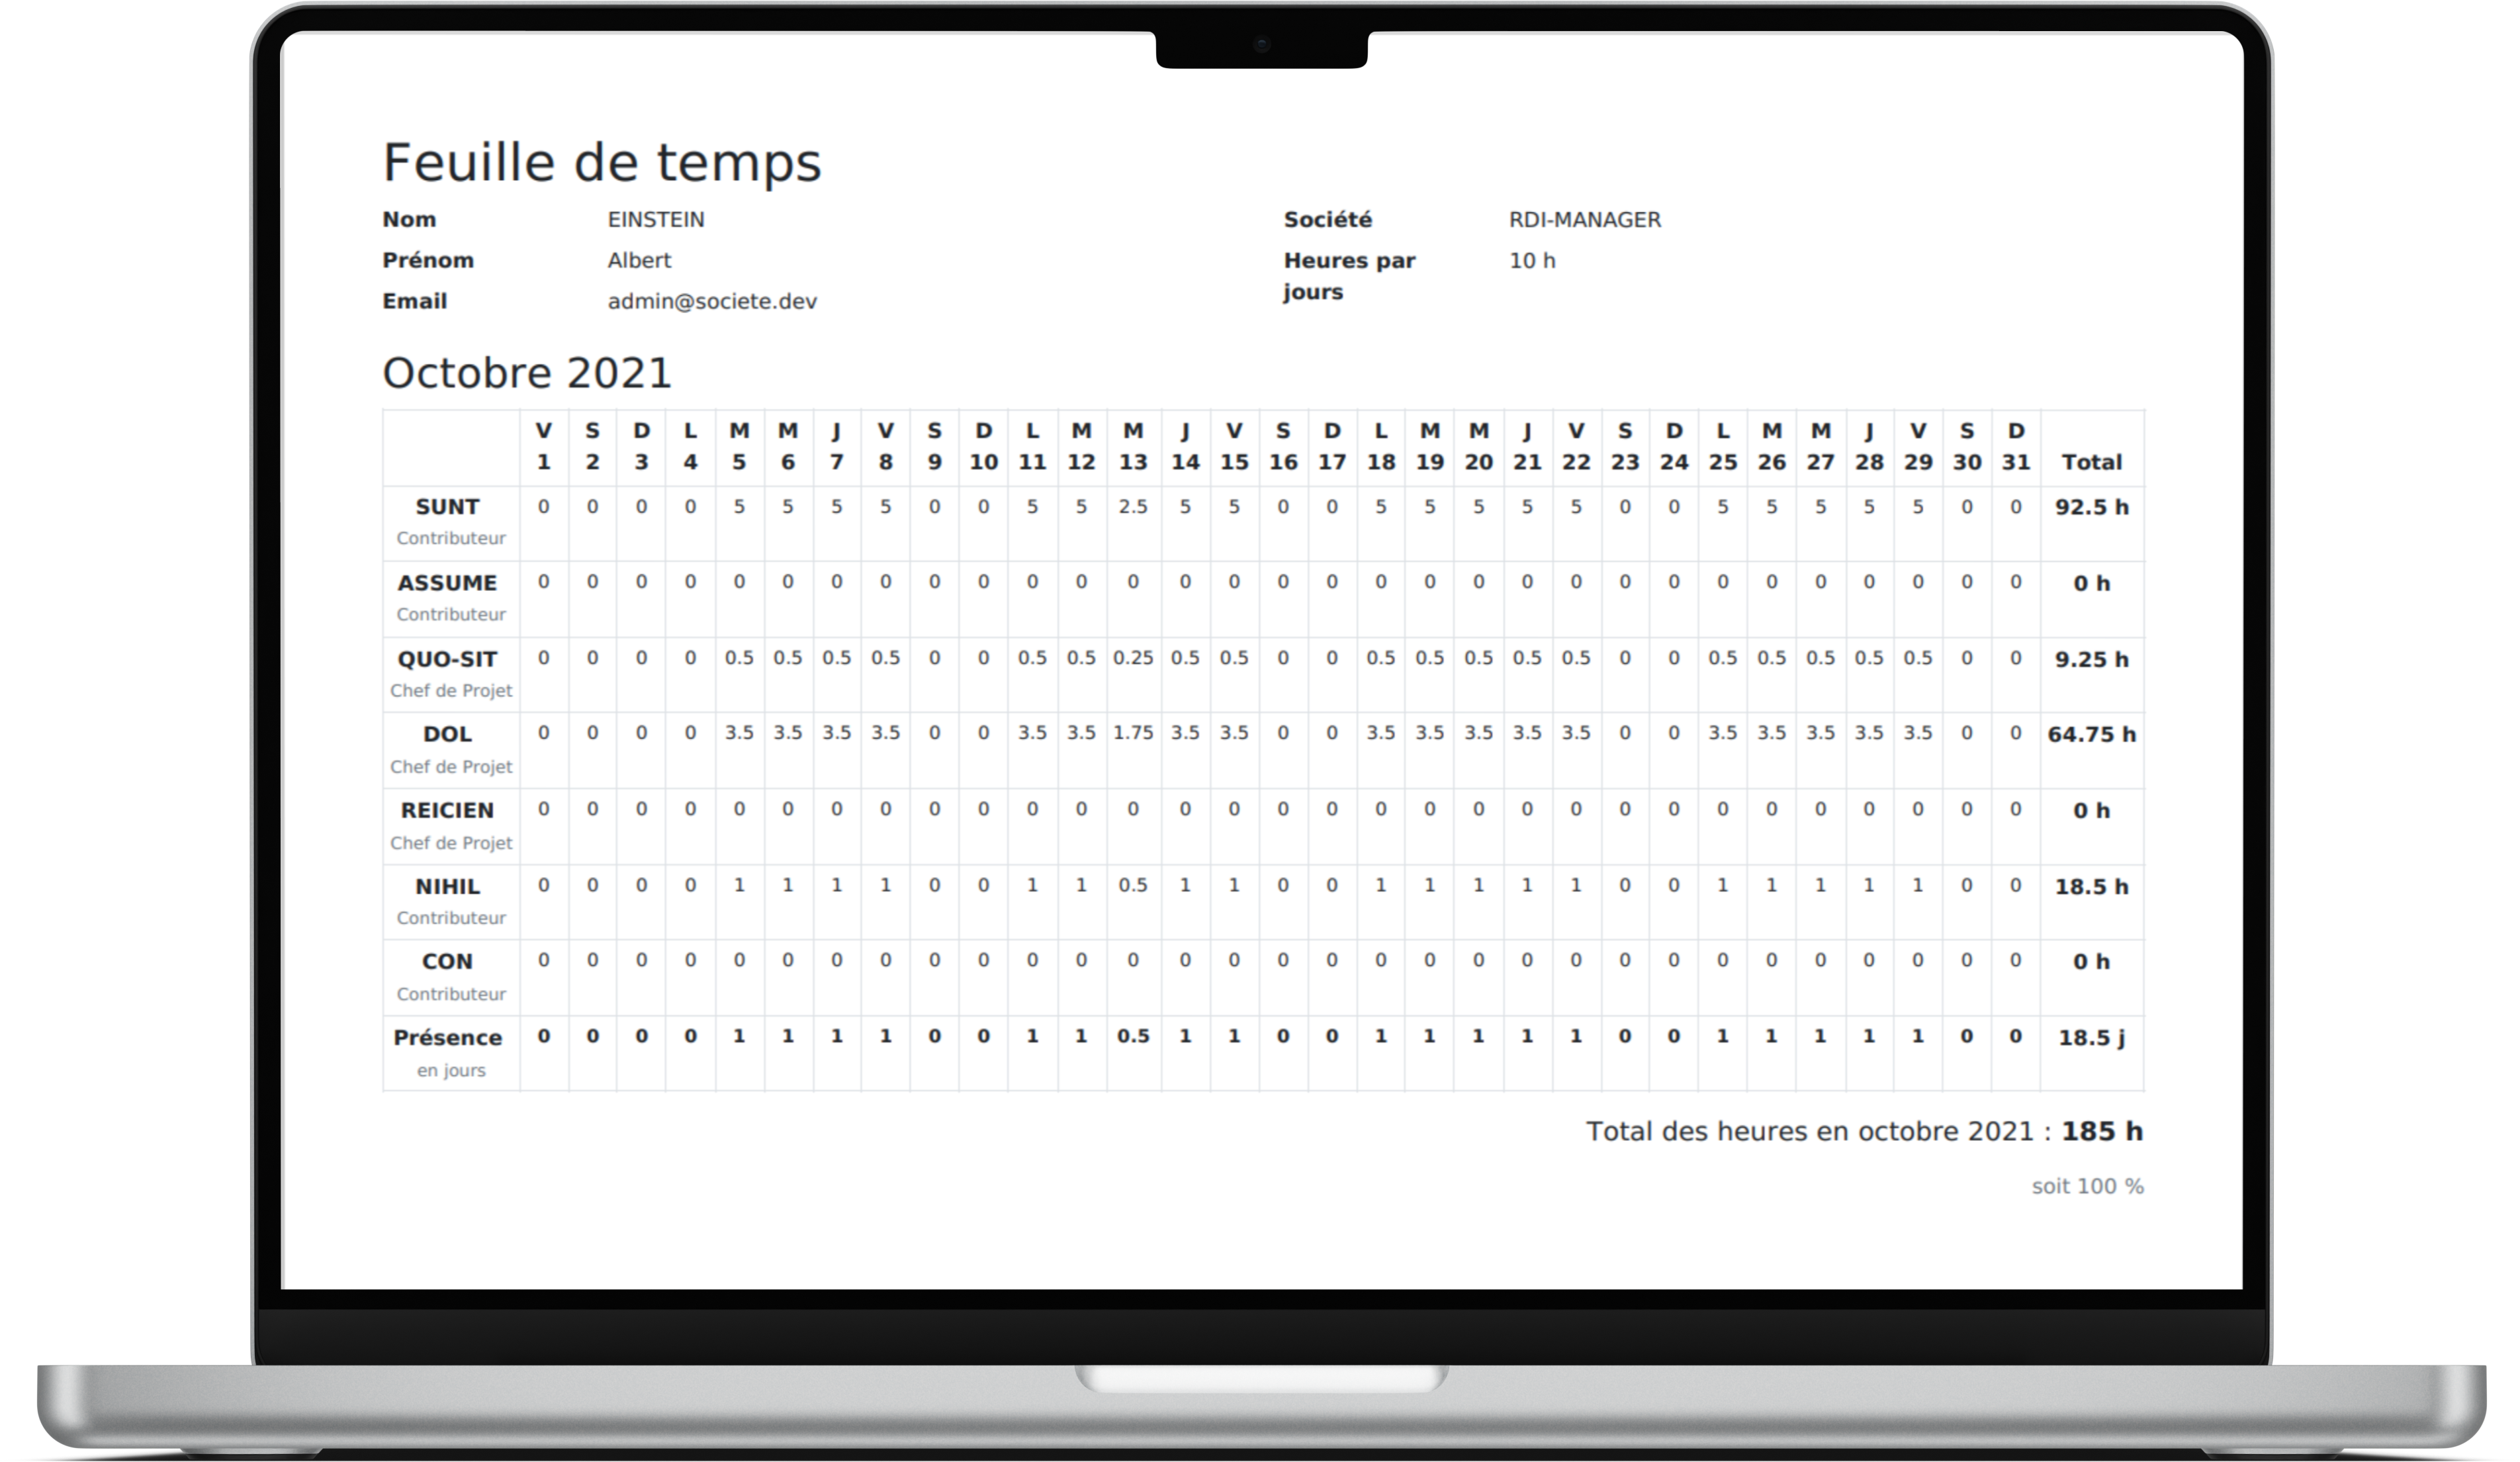 Feuille de temps
Nom EINSTEIN Société RDI-MANAGER
Prénom Albert Heures par jours 10 h
Email admin@societe.dev
Octobre 2021
V S D L M M J V S D L M M J V S D L M M J V S D L M M J V S D
1 2 3 4 5 6 7 8 9 10 11 12 13 14 15 16 17 18 19 20 21 22 23 24 25 26 27 28 29 30 31 Total
SUNT 0 0 0 0 5 5 5 5 0 0 5 5 2.5 5 5 0 0 5 5 5 5 5 0 0 5 5 5 5 5 0 0 92.5 h
Contributeur
ASSUME 0 0 0 0 0 0 0 0 0 0 0 0 0 0 0 0 0 0 0 0 0 0 0 0 0 0 0 0 0 0 0 0 h
Contributeur
QUO-SIT 0 0 0 0 0.5 0.5 0.5 0.5 0 0 0.5 0.5 0.25 0.5 0.5 0 0 0.5 0.5 0.5 0.5 0.5 0 0 0.5 0.5 0.5 0.5 0.5 0 0 9.25 h
Chef de Projet
DOL 0 0 0 0 3.5 3.5 3.5 3.5 0 0 3.5 3.5 1.75 3.5 3.5 0 0 3.5 3.5 3.5 3.5 3.5 0 0 3.5 3.5 3.5 3.5 3.5 0 0 64.75 h
Chef de Projet
REICIEN 0 0 0 0 0 0 0 0 0 0 0 0 0 0 0 0 0 0 0 0 0 0 0 0 0 0 0 0 0 0 0 0 h
Chef de Projet
NIHIL 0 0 0 0 1 1 1 1 0 0 1 1 0.5 1 1 0 0 1 1 1 1 1 0 0 1 1 1 1 1 0 0 18.5 h
Contributeur
CON 0 0 0 0 0 0 0 0 0 0 0 0 0 0 0 0 0 0 0 0 0 0 0 0 0 0 0 0 0 0 0 0 h
Contributeur
Présence 0 0 0 0 1 1 1 1 0 0 1 1 0.5 1 1 0 0 1 1 1 1 1 0 0 1 1 1 1 1 0 0 18.5 j
en jours
Total des heures en octobre 2021 : 185 h
soit 100 %